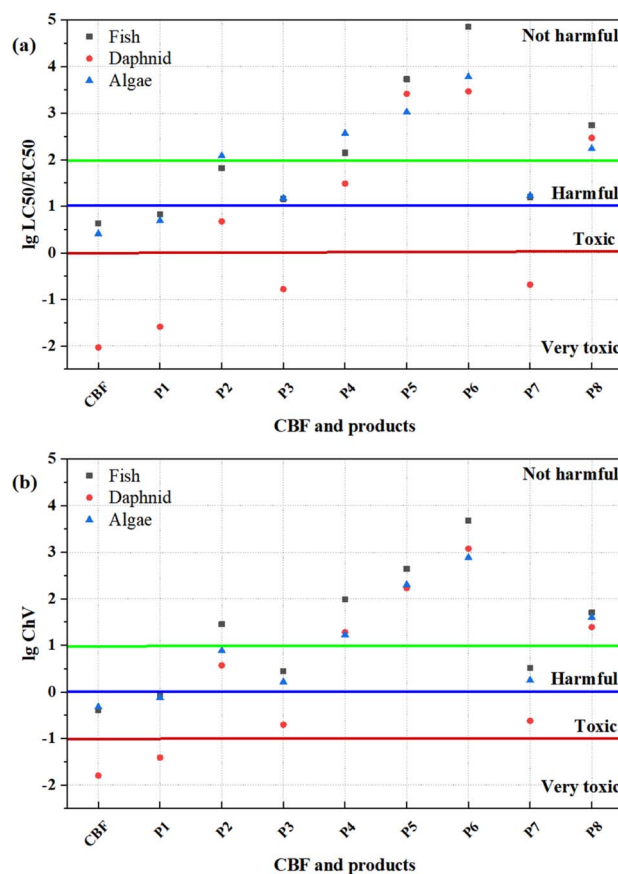 (a)
5
4
3
2
1
0
-1
-2
lg LC50/EC50
Fish
Daphnid
Algae
Not harmful
Harmful
Toxic
Very toxic
CBF P1 P2 P3 P4 P5 P6 P7 P8
CBF and products
(b)
5
4
3
2
1
0
-1
-2
lg ChV
Fish
Daphnid
Algae
Not harmful
Harmful
Toxic
Very toxic
CBF P1 P2 P3 P4 P5 P6 P7 P8
CBF and products